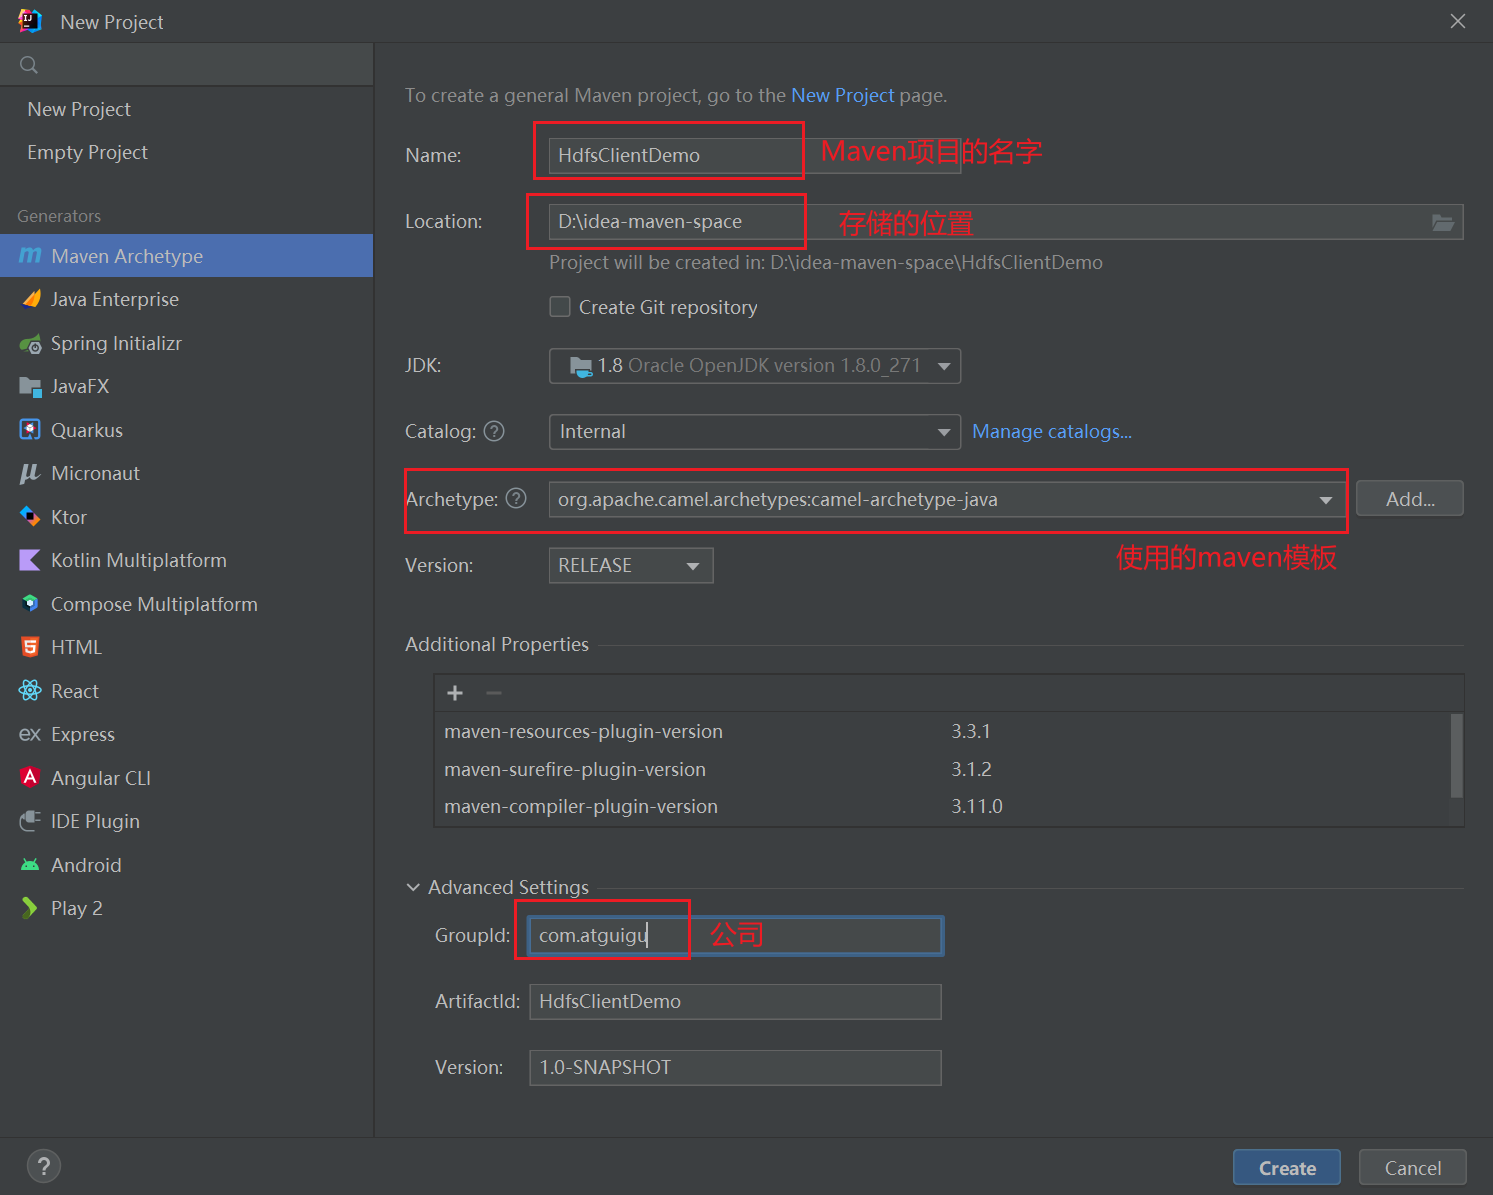 New Project
New Project
Empty Project
Generators
Maven Archetype
Java Enterprise
Spring Initializr
JavaFX
Quarkus
Micronaut
Ktor
Kotlin Multiplatform
Compose Multiplatform
HTML
React
ex Express
Angular CLI
IDE Plugin
Android
Play 2
To create a general Maven project, go to the New Project page.
Name: HdfsClientDemo Maven项目的名字
Location: D:\idea-maven-space 存储的位置
Project will be created in: D:\idea-maven-space\HdfsClientDemo
Create Git repository
JDK: 1.8 Oracle OpenJDK version 1.8.0_271
Catalog: ? Internal Manage catalogs...
Archetype: ? org.apache.camel.archetypes:camel-archetype-java Add...
使用的maven模板
Version: RELEASE
Additional Properties
maven-resources-plugin-version 3.3.1
maven-surefire-plugin-version 3.1.2
maven-compiler-plugin-version 3.11.0
Advanced Settings
GroupId: com.atguigu 公司
ArtifactId: HdfsClientDemo
Version: 1.0-SNAPSHOT
? Create Cancel